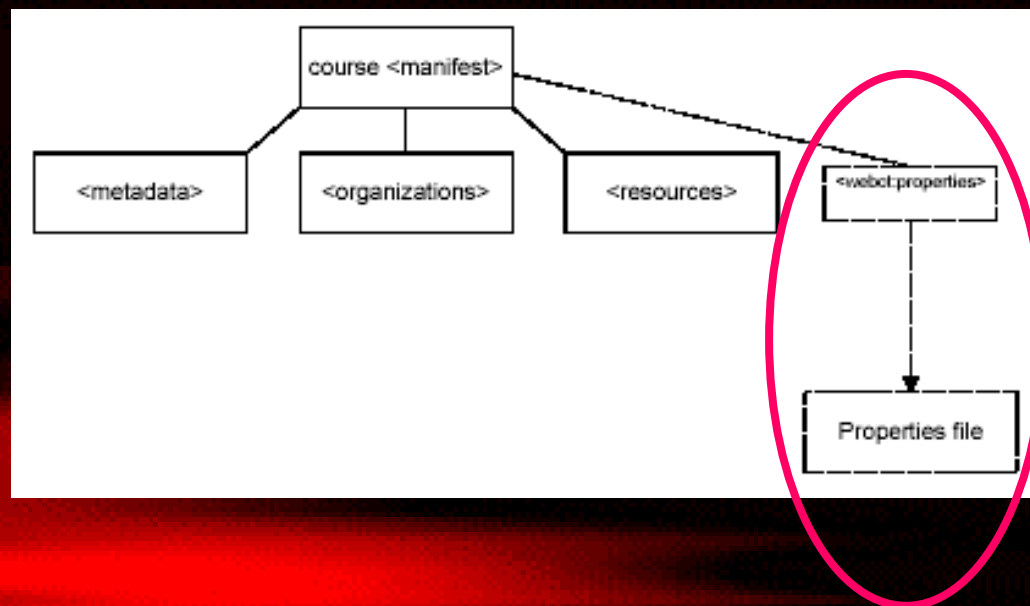 course <manifest>
<metadata>
<organizations>
<resources>
<webct:properties>
Properties file